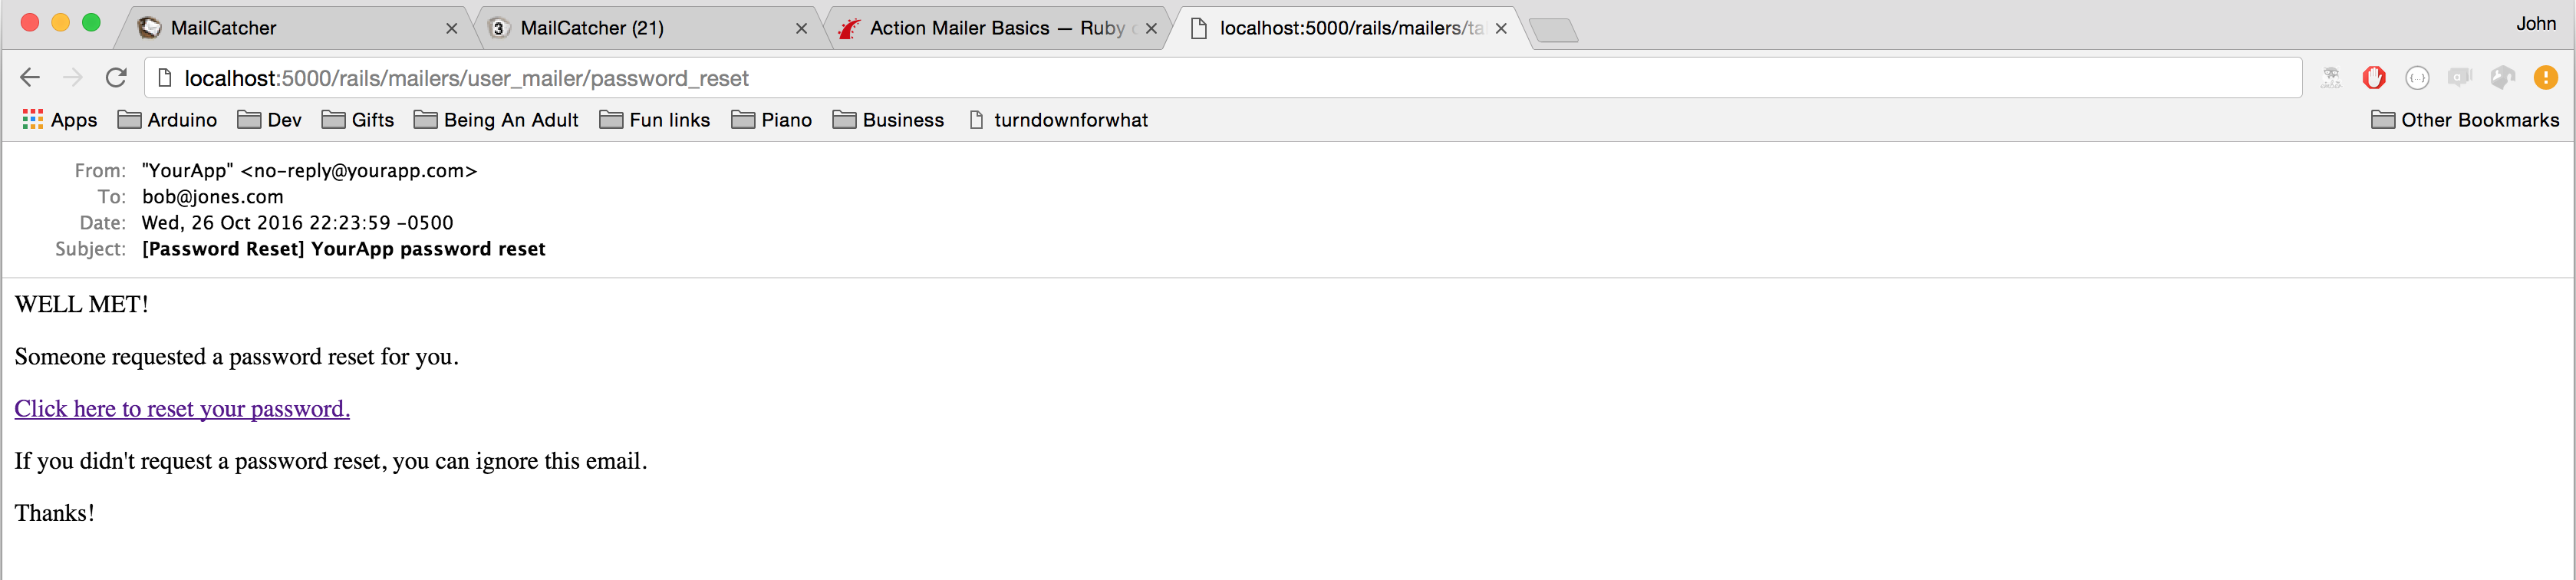 MailCatcher
3 MailCatcher (21)
Action Mailer Basics — Ruby
localhost:5000/rails/mailers/ta
John
localhost:5000/rails/mailers/user_mailer/password_reset
Apps Arduino Dev Gifts Being An Adult Fun links Piano Business turndownforwhat Other Bookmarks
From: "YourApp" <no-reply@yourapp.com>
To: bob@jones.com
Date: Wed, 26 Oct 2016 22:23:59 -0500
Subject: [Password Reset] YourApp password reset
WELL MET!
Someone requested a password reset for you.
Click here to reset your password.
If you didn't request a password reset, you can ignore this email.
Thanks!